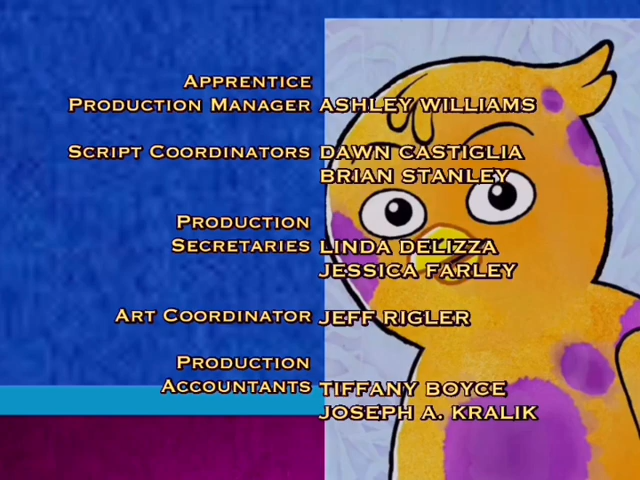 APPRENTICE
PRODUCTION MANAGER ASHLEY WILLIAMS
SCRIPT COORDINATORS DAWN CASTIGLIA
BRIAN STANLEY
PRODUCTION
SECRETARIES LINDA DELIZZA
JESSICA FARLEY
ART COORDINATOR JEFF RIGLER
PRODUCTION
ACCOUNTANTS TIFFANY BOYCE
JOSEPH A. KRALIK